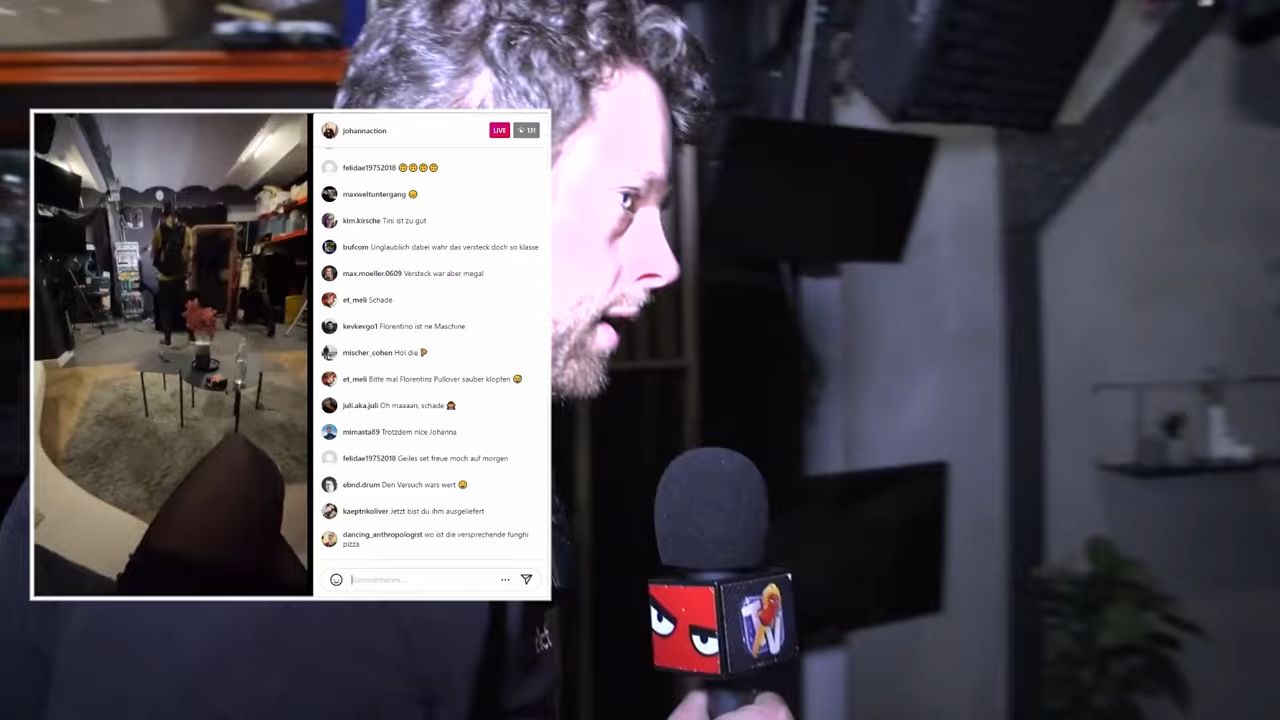 johannaction LIVE 131
felidae19752018
maxweltuntergang
kim.kirsche Tini ist zu gut
bufcom Unglaublich dabei wahr das versteck doch so klasse
max.moeller.0609 Versteck war aber megal
et_meli Schade
kevkevgo1 Florentino ist ne Maschine
mischer_cohen Hol die
et_meli Bitte mal Florentins Pullover sauber klopfen
juli.aka.juli Oh maaaan, schade
mimasta89 Trotzdem nice Johanna
felidae19752018 Geiles set freue moch auf morgen
ebnd.drum Den Versuch wars wert
kaeptnkoliver Jetzt bist du ihm ausgeliefert
dancing_anthropologist wo ist die versprechende funghi
pizza
Kommentieren...
TV